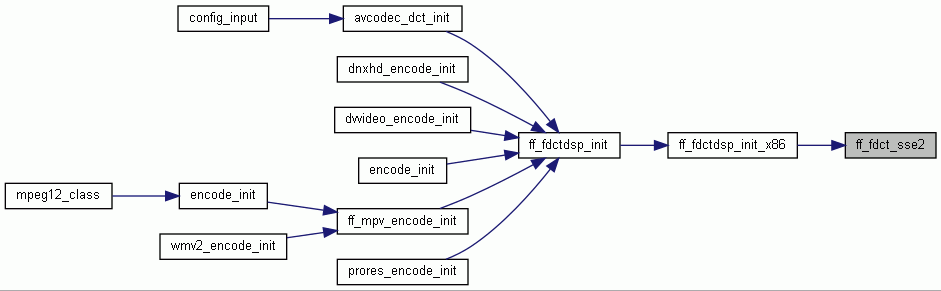 config_input
avcodec_dct_init
dnxhd_encode_init
dvvideo_encode_init
ff_fdctdsp_init
ff_fdctdsp_init_x86
ff_fdct_sse2
encode_init
mpeg12_class
encode_init
ff_mpv_encode_init
wmv2_encode_init
prores_encode_init